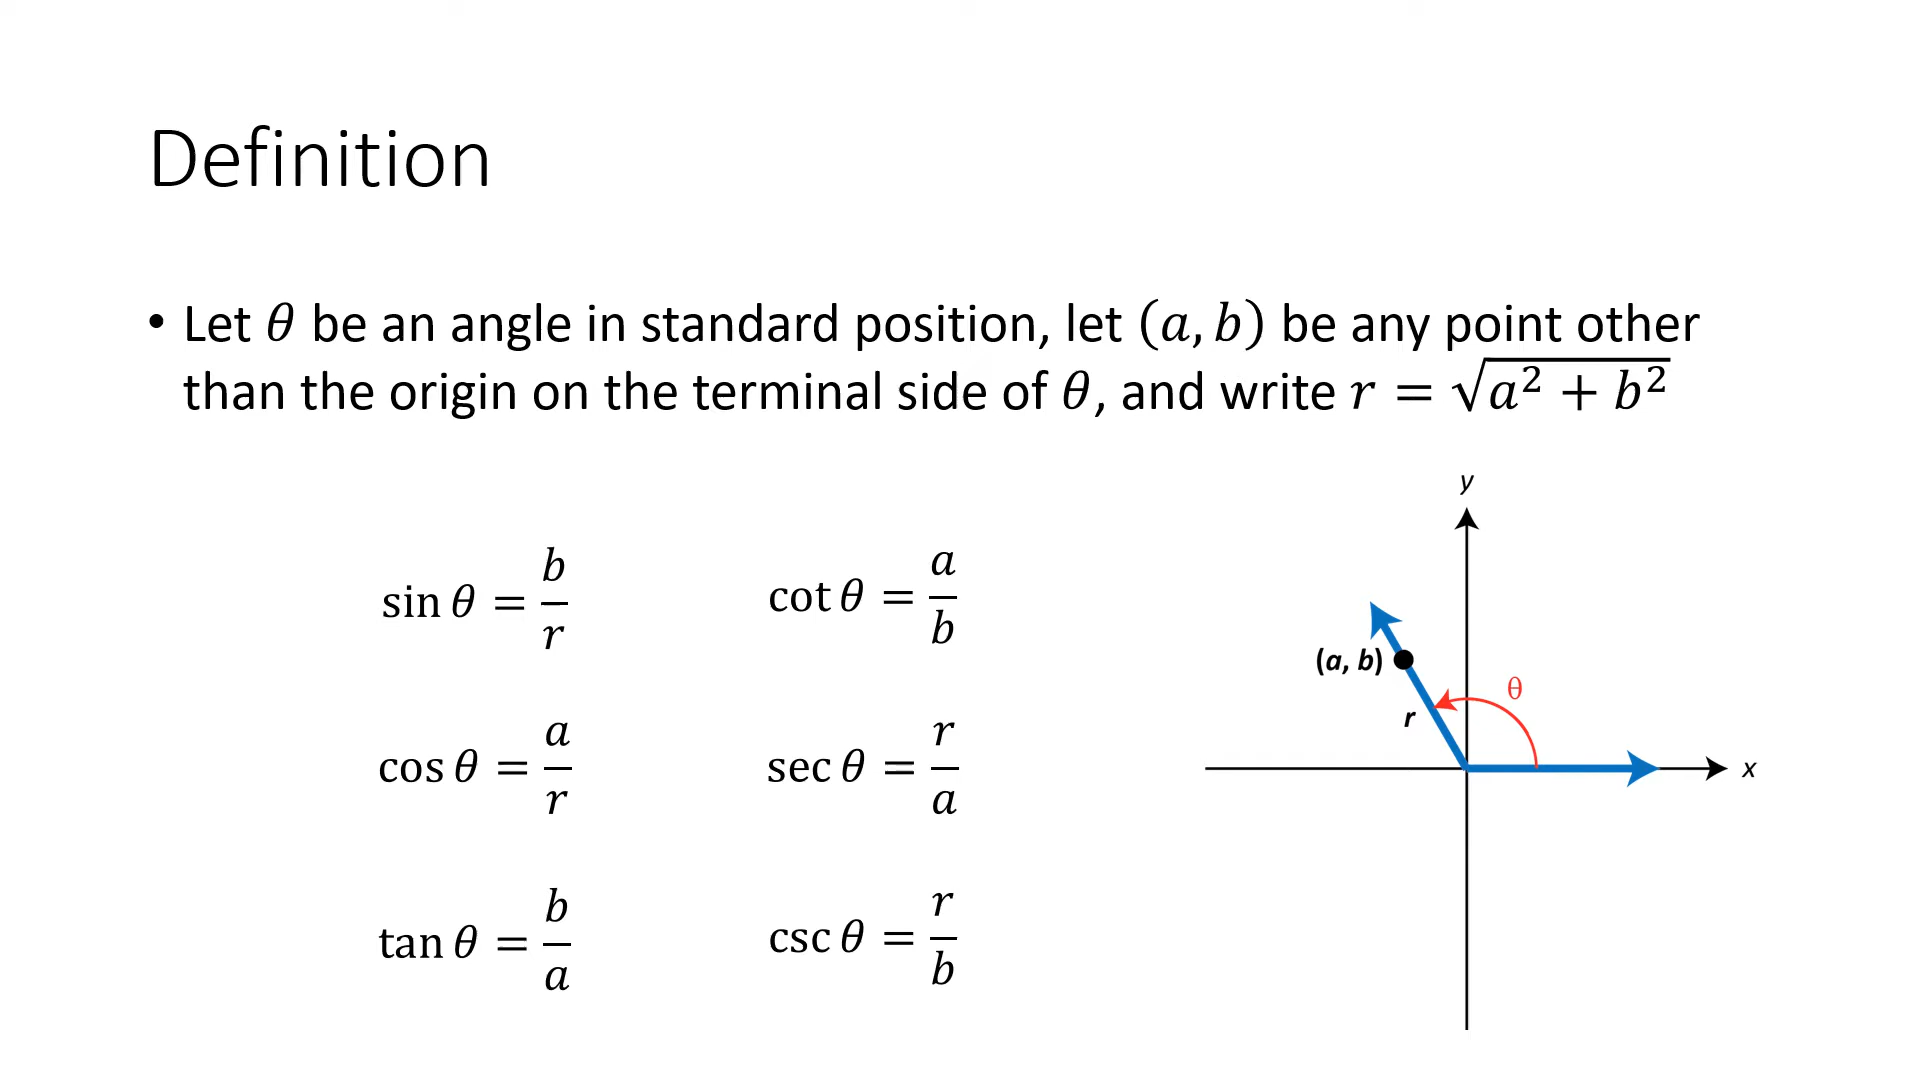 Definition
• Let θ be an angle in standard position, let (a, b) be any point other
than the origin on the terminal side of θ, and write r = √(a² + b²)
sin θ = b/r
cot θ = a/b
cos θ = a/r
sec θ = r/a
tan θ = b/a
csc θ = r/b
y
(a, b)
θ
r
x